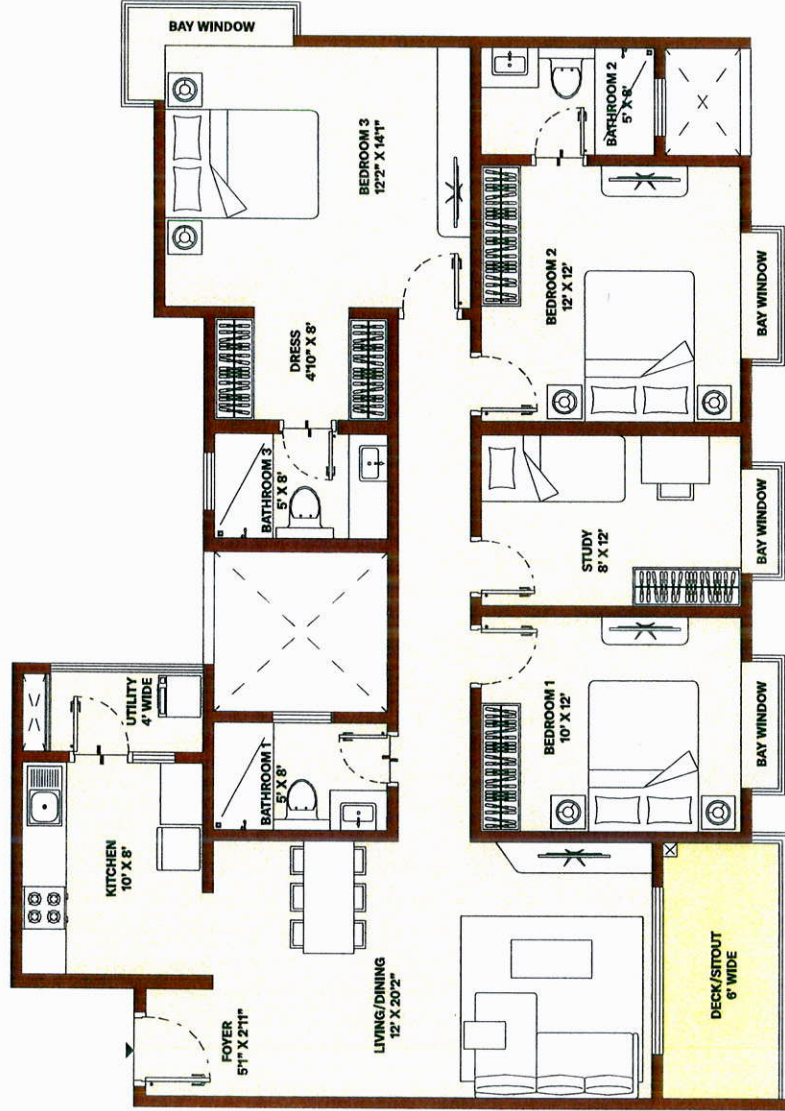 BAY WINDOW
BEDROOM 3
12'2" X 14'1"
BATHROOM 2
5' X 8'
DRESS
4'10" X 8'
BEDROOM 2
12' X 12'
BAY WINDOW
BATHROOM 3
5' X 8'
STUDY
8' X 12'
BAY WINDOW
UTILITY
4' WIDE
BATHROOM 1
5' X 8'
BEDROOM 1
10' X 12'
BAY WINDOW
KITCHEN
10' X 8'
FOYER
5'1" X 2'11"
LIVING/DINING
12' X 20'2"
DECK/SITOUT
6' WIDE